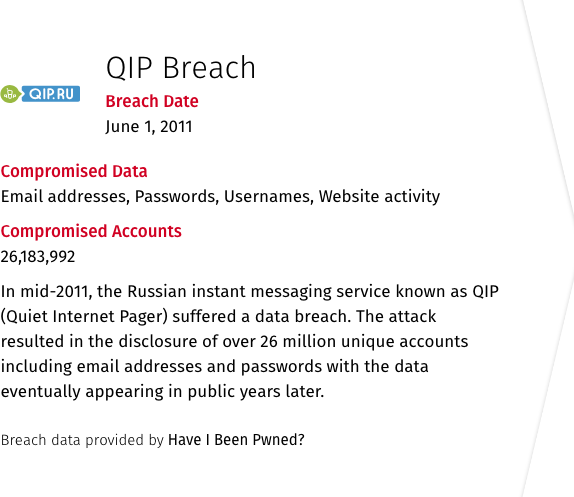 QIP Breach
QIP.RU
Breach Date
June 1, 2011
Compromised Data
Email addresses, Passwords, Usernames, Website activity
Compromised Accounts
26,183,992
In mid-2011, the Russian instant messaging service known as QIP
(Quiet Internet Pager) suffered a data breach. The attack
resulted in the disclosure of over 26 million unique accounts
including email addresses and passwords with the data
eventually appearing in public years later.
Breach data provided by Have I Been Pwned?